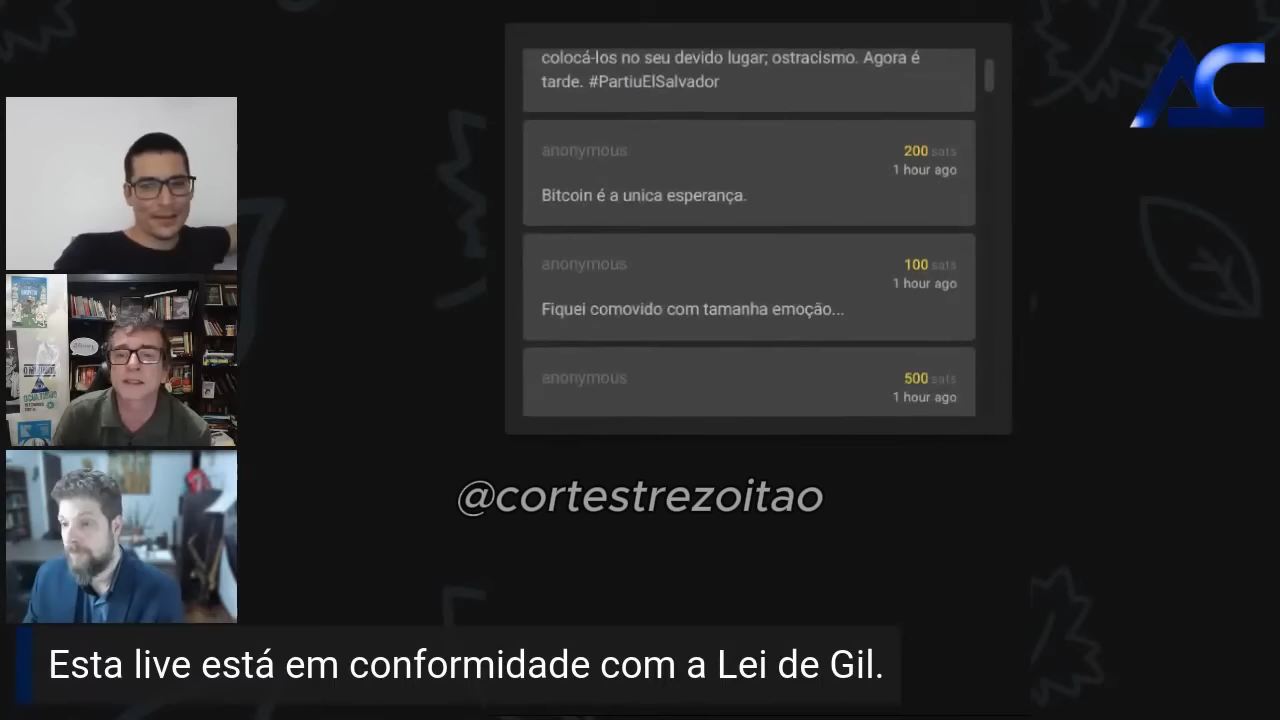 colocá-los no seu devido lugar; ostracismo. Agora é
tarde. #PartiuElSalvador
anonymous
200 sats
1 hour ago
Bitcoin é a unica esperança.
anonymous
100 sats
1 hour ago
Fiquei comovido com tamanha emoção...
anonymous
500 sats
1 hour ago
AC
@cortestrezoitao
Esta live está em conformidade com a Lei de Gil.